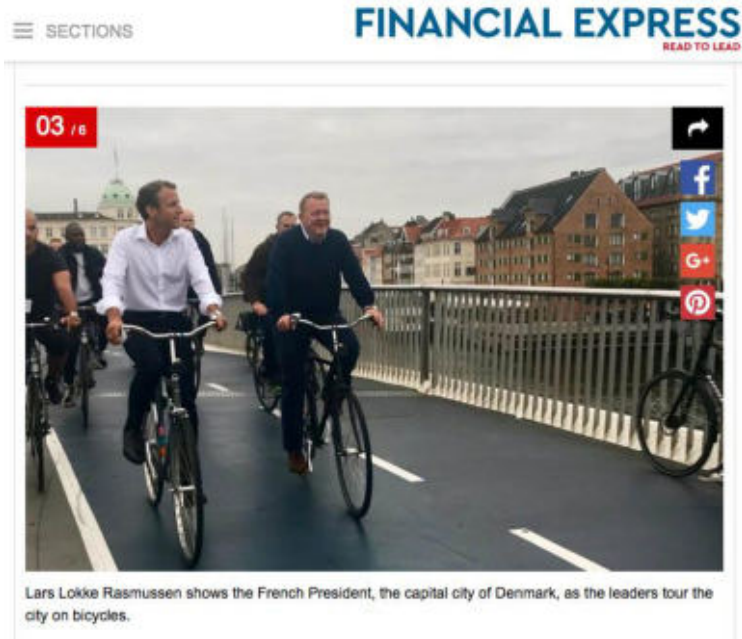 SECTIONS
FINANCIAL EXPRESS
READ TO LEAD
03 / 6
f
G+
Lars Lokke Rasmussen shows the French President, the capital city of Denmark, as the leaders tour the
city on bicycles.